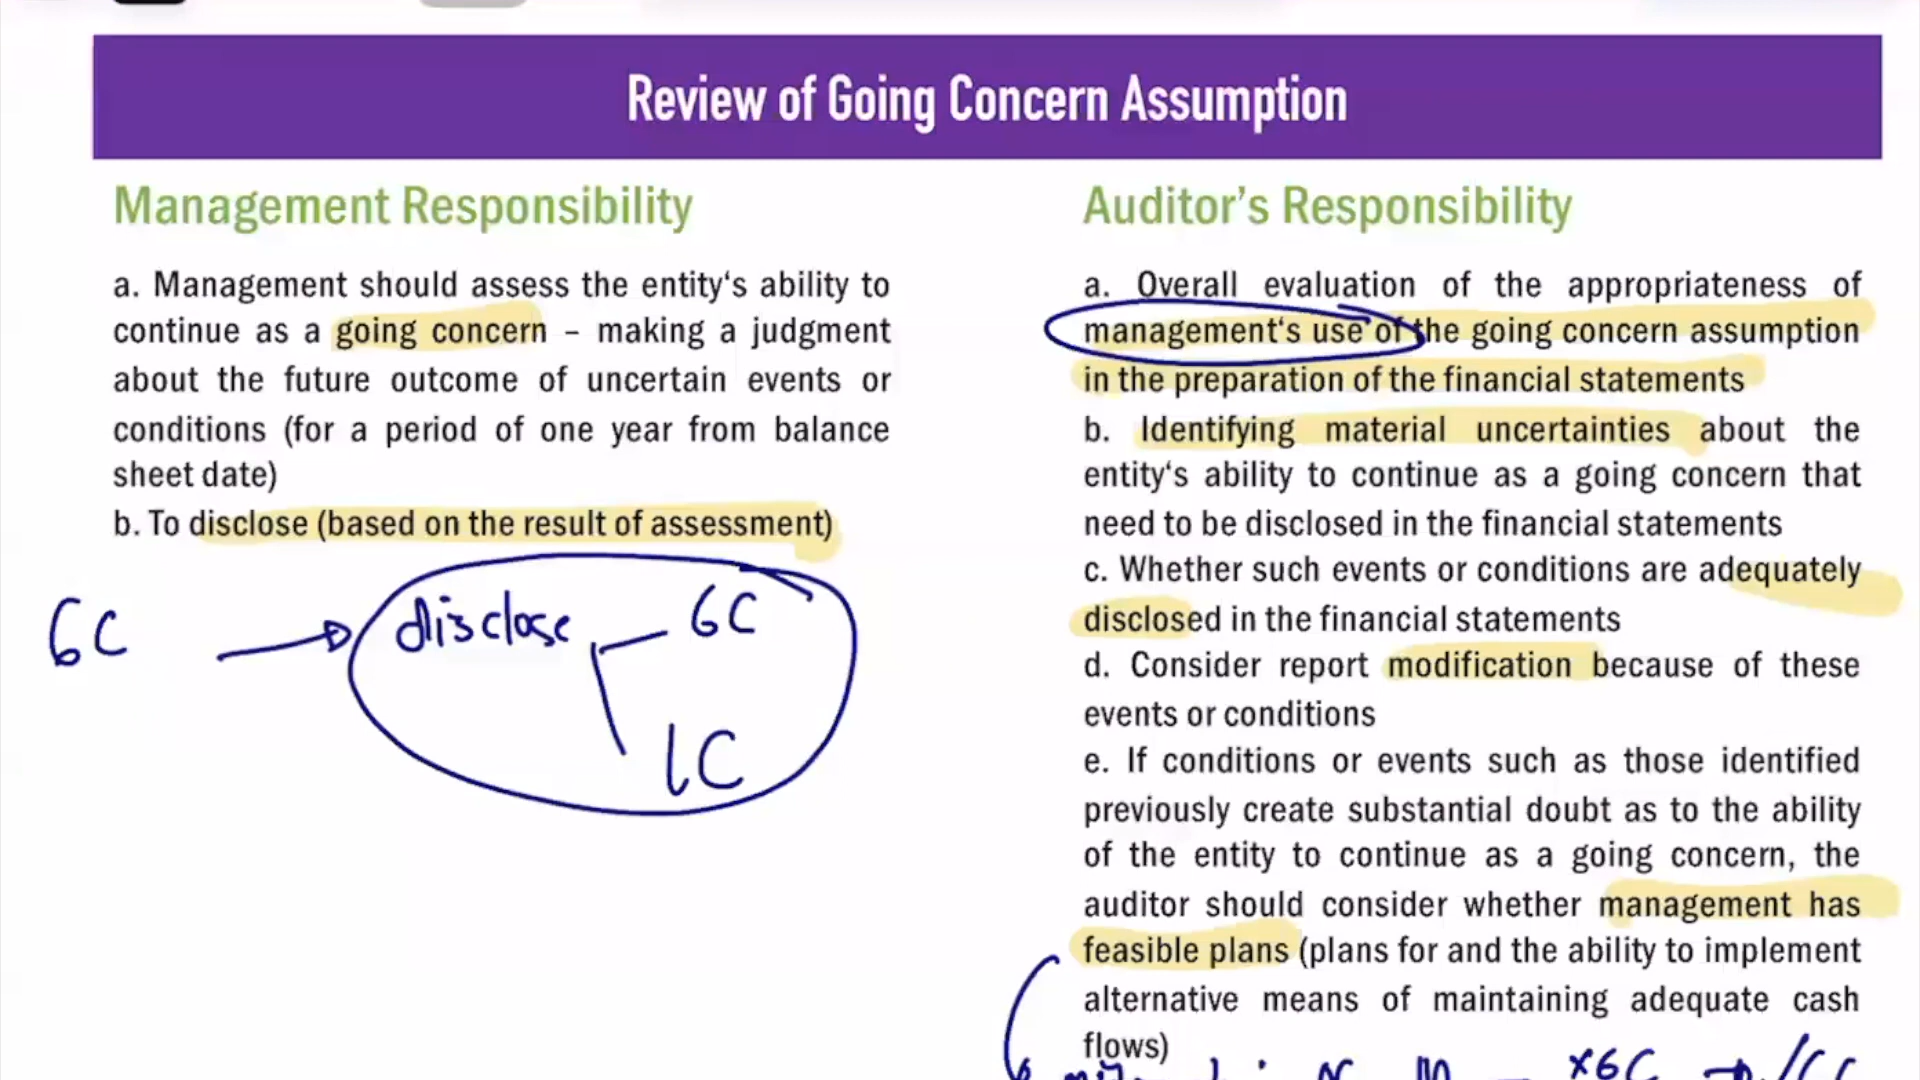 Review of Going Concern Assumption
Management Responsibility
a. Management should assess the entity‘s ability to
continue as a going concern – making a judgment
about the future outcome of uncertain events or
conditions (for a period of one year from balance
sheet date)
b. To disclose (based on the result of assessment)
GC
disclose
GC
LC
Auditor’s Responsibility
a. Overall evaluation of the appropriateness of
management‘s use of the going concern assumption
in the preparation of the financial statements
b. Identifying material uncertainties about the
entity‘s ability to continue as a going concern that
need to be disclosed in the financial statements
c. Whether such events or conditions are adequately
disclosed in the financial statements
d. Consider report modification because of these
events or conditions
e. If conditions or events such as those identified
previously create substantial doubt as to the ability
of the entity to continue as a going concern, the
auditor should consider whether management has
feasible plans (plans for and the ability to implement
alternative means of maintaining adequate cash
flows)